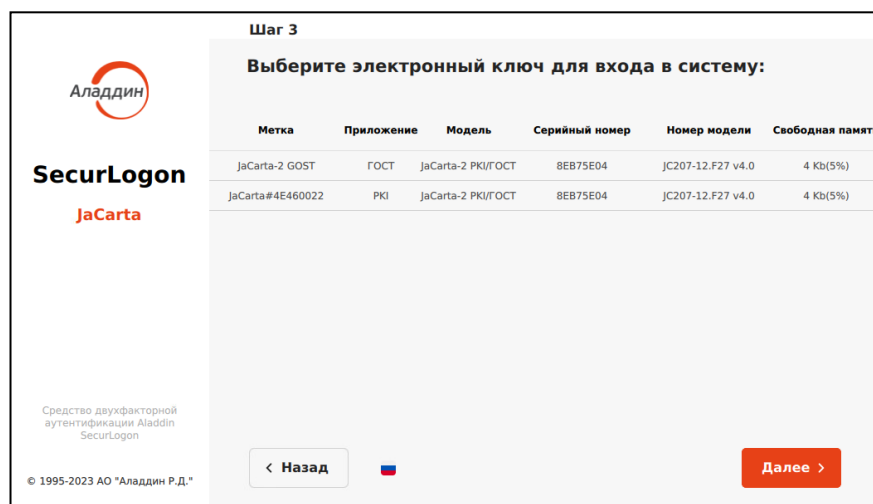 Шаг 3
Аладдин
Выберите электронный ключ для входа в систему:
Метка Приложение Модель Серийный номер Номер модели Свободная памят
JaCarta-2 GOST ГОСТ JaCarta-2 PKI/ГОСТ 8EB75E04 JC207-12.F27 v4.0 4 Kb(5%)
JaCarta#4E460022 PKI JaCarta-2 PKI/ГОСТ 8EB75E04 JC207-12.F27 v4.0 4 Kb(5%)
SecurLogon
JaCarta
Средство двухфакторной
аутентификации Aladdin
SecurLogon
© 1995-2023 АО "Аладдин Р.Д."
< Назад
Далее >